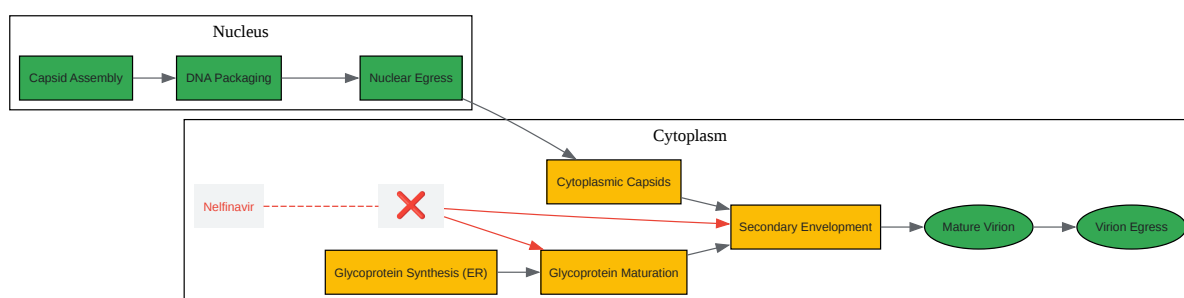 Nucleus
Capsid Assembly
DNA Packaging
Nuclear Egress
Cytoplasm
Cytoplasmic Capsids
Nelfinavir
Secondary Envelopment
Mature Virion
Virion Egress
Glycoprotein Synthesis (ER)
Glycoprotein Maturation